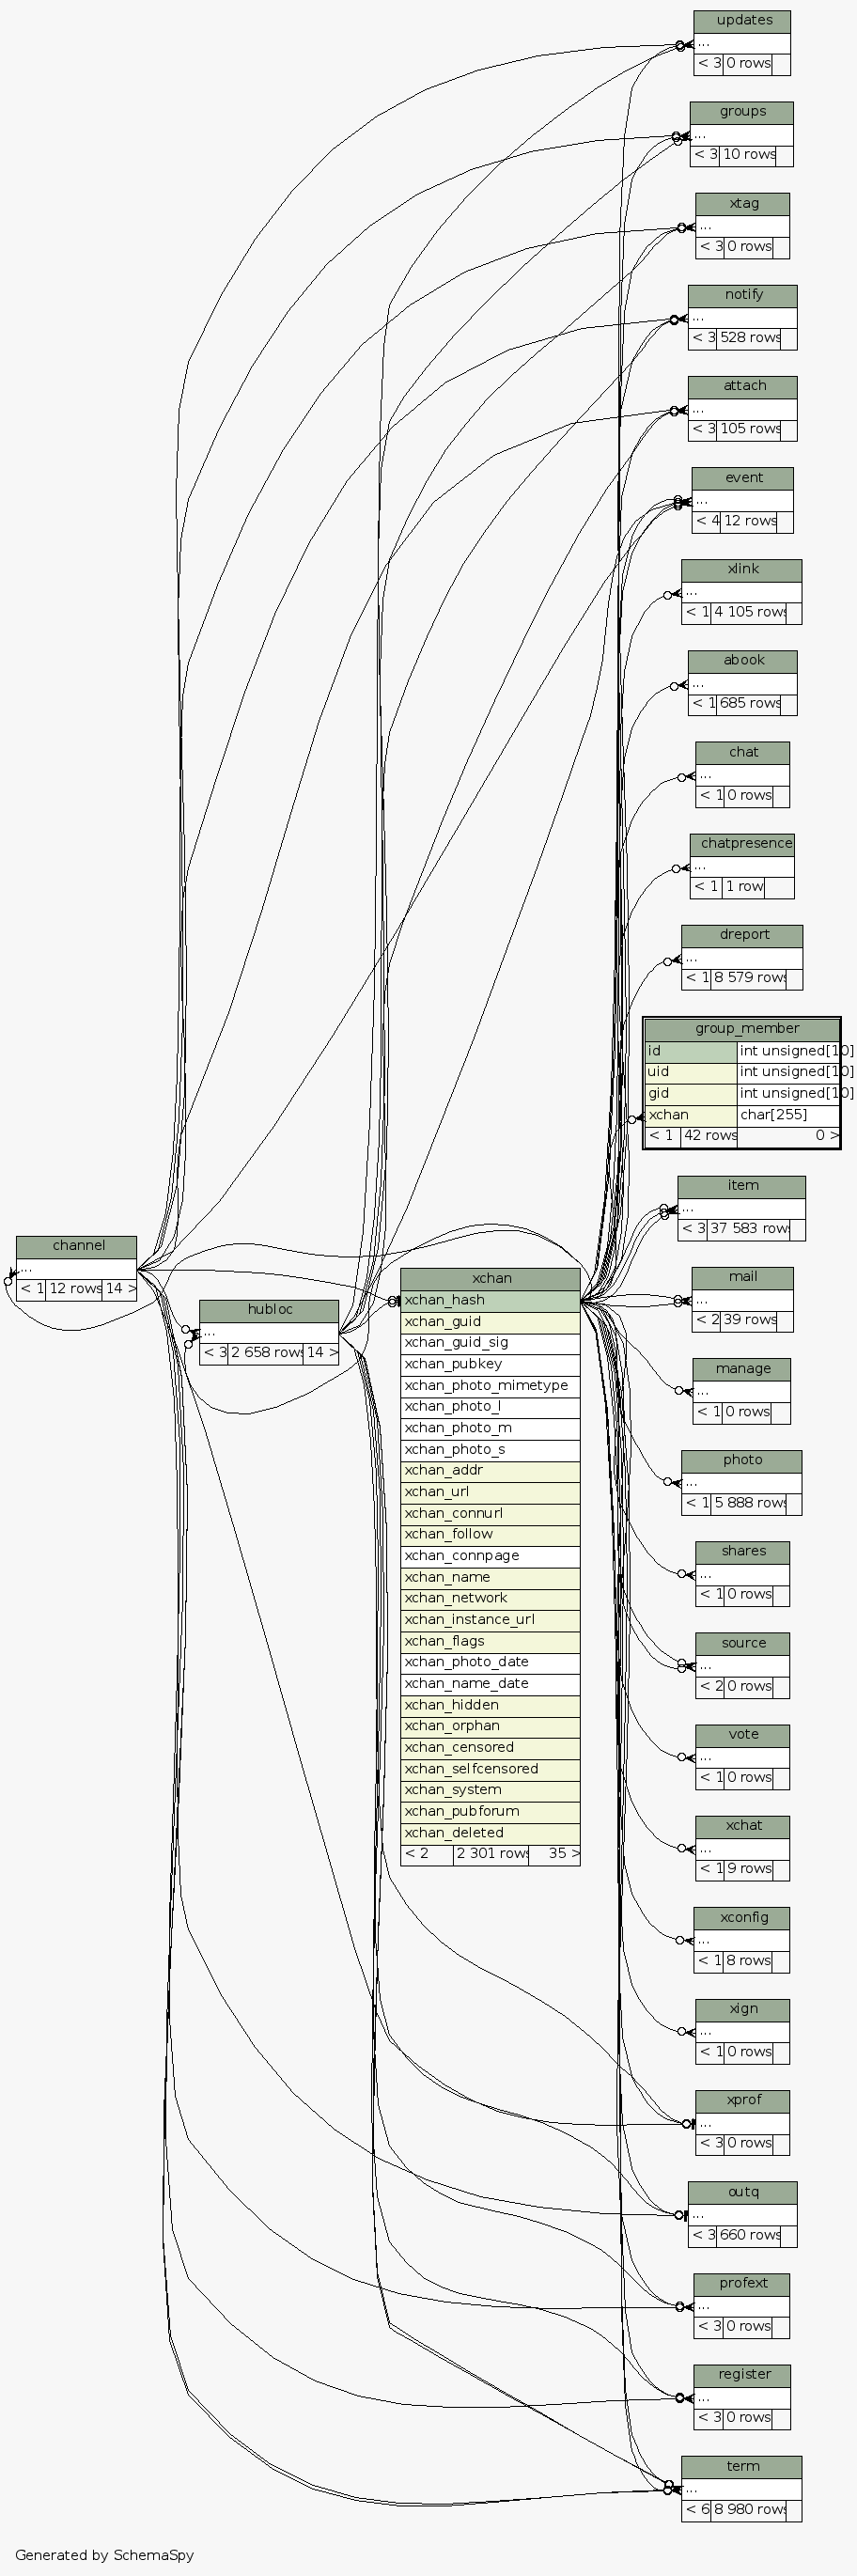 updates
...
< 3 0 rows
groups
...
< 3 10 rows
xtag
...
< 3 0 rows
notify
...
< 3 528 rows
attach
...
< 3 105 rows
event
...
< 4 12 rows
xlink
...
< 1 4 105 rows
abook
...
< 1 685 rows
chat
...
< 1 0 rows
chatpresence
...
< 1 1 row
dreport
...
< 1 8 579 rows
group_member
id int unsigned[10]
uid int unsigned[10]
gid int unsigned[10]
xchan char[255]
< 1 42 rows 0 >
item
...
< 3 37 583 rows
channel
...
< 1 12 rows 14 >
hubloc
...
< 3 2 658 rows 14 >
xchan
xchan_hash
xchan_guid
xchan_guid_sig
xchan_pubkey
xchan_photo_mimetype
xchan_photo_l
xchan_photo_m
xchan_photo_s
xchan_addr
xchan_url
xchan_connurl
xchan_follow
xchan_connpage
xchan_name
xchan_network
xchan_instance_url
xchan_flags
xchan_photo_date
xchan_name_date
xchan_hidden
xchan_orphan
xchan_censored
xchan_selfcensored
xchan_system
xchan_pubforum
xchan_deleted
< 2 2 301 rows 35 >
mail
...
< 2 39 rows
manage
...
< 1 0 rows
photo
...
< 1 5 888 rows
shares
...
< 1 0 rows
source
...
< 2 0 rows
vote
...
< 1 0 rows
xchat
...
< 1 9 rows
xconfig
...
< 1 8 rows
xign
...
< 1 0 rows
xprof
...
< 3 0 rows
outq
...
< 3 660 rows
profext
...
< 3 0 rows
register
...
< 3 0 rows
term
...
< 6 8 980 rows
Generated by SchemaSpy